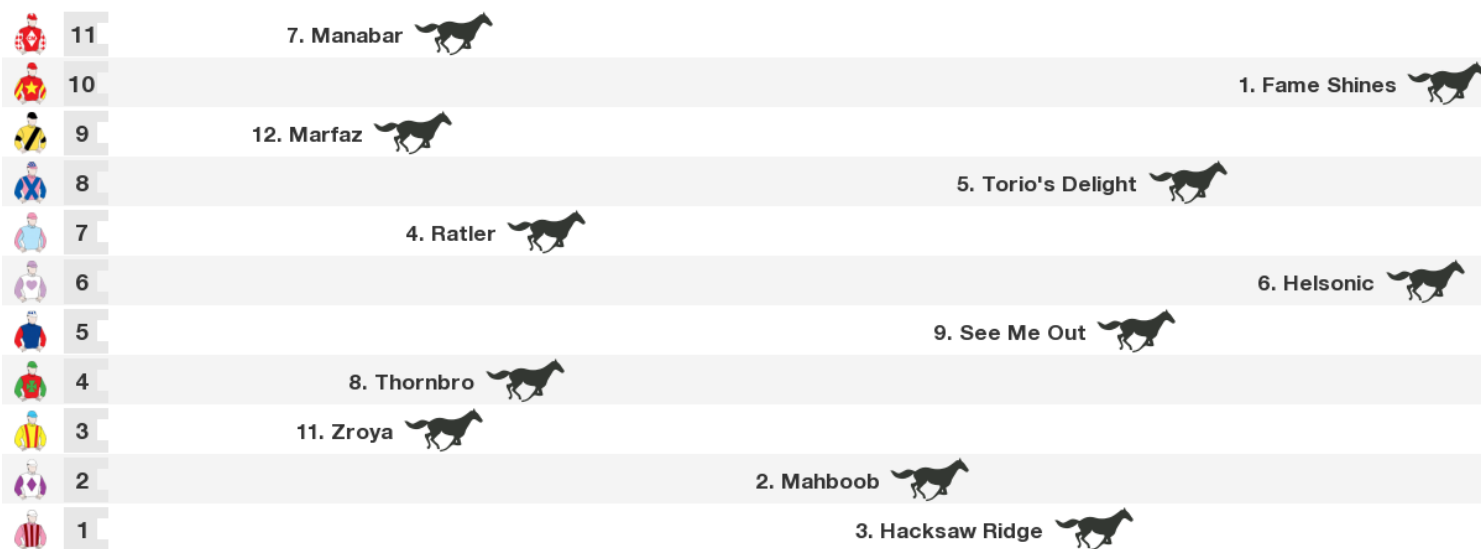 11 7. Manabar
10 1. Fame Shines
9 12. Marfaz
8 5. Torio's Delight
7 4. Ratler
6 6. Helsonic
5 9. See Me Out
4 8. Thornbro
3 11. Zroya
2 2. Mahboob
1 3. Hacksaw Ridge